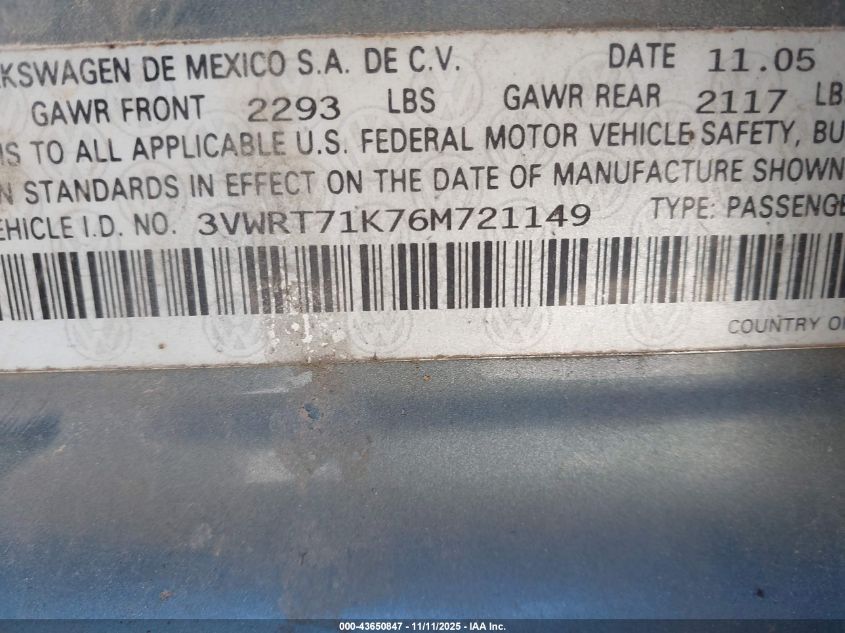 KSWAGEN DE MEXICO S.A. DE C.V. DATE 11.05
GAWR FRONT 2293 LBS GAWR REAR 2117 LB
MS TO ALL APPLICABLE U.S. FEDERAL MOTOR VEHICLE SAFETY, BU
N STANDARDS IN EFFECT ON THE DATE OF MANUFACTURE SHOWN
EHICLE I.D. NO. 3VWRT71K76M721149 TYPE: PASSENGE
COUNTRY O
000-43650847 - 11/11/2025 - IAA Inc.